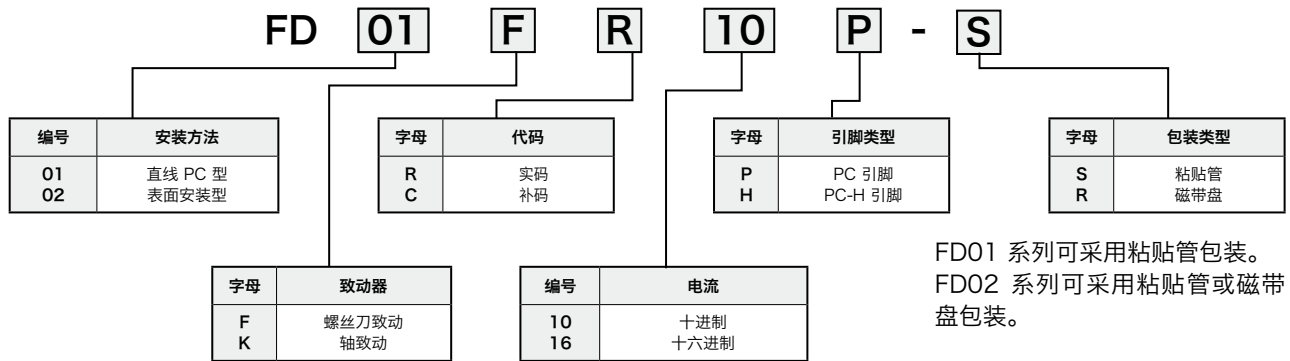 FD 01 F R 10 P - S
编号 安装方法
01 直线 PC 型
02 表面安装型
字母 代码
R 实码
C 补码
字母 引脚类型
P PC 引脚
H PC-H 引脚
字母 包装类型
S 粘贴管
R 磁带盘
字母 致动器
F 螺丝刀致动
K 轴致动
编号 电流
10 十进制
16 十六进制
FD01 系列可采用粘贴管包装。
FD02 系列可采用粘贴管或磁带
盘包装。